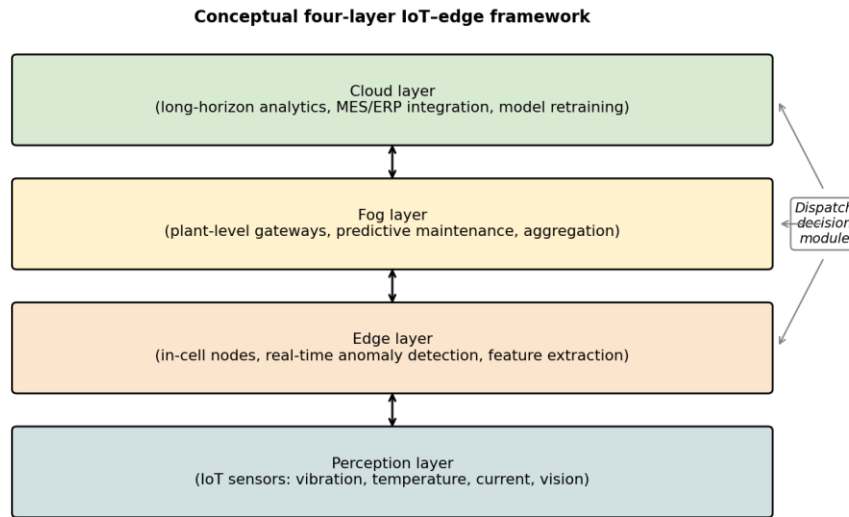 Conceptual four-layer IoT–edge framework
Cloud layer
(long-horizon analytics, MES/ERP integration, model retraining)
Fog layer
(plant-level gateways, predictive maintenance, aggregation)
Dispatch
decision
module
Edge layer
(in-cell nodes, real-time anomaly detection, feature extraction)
Perception layer
(IoT sensors: vibration, temperature, current, vision)